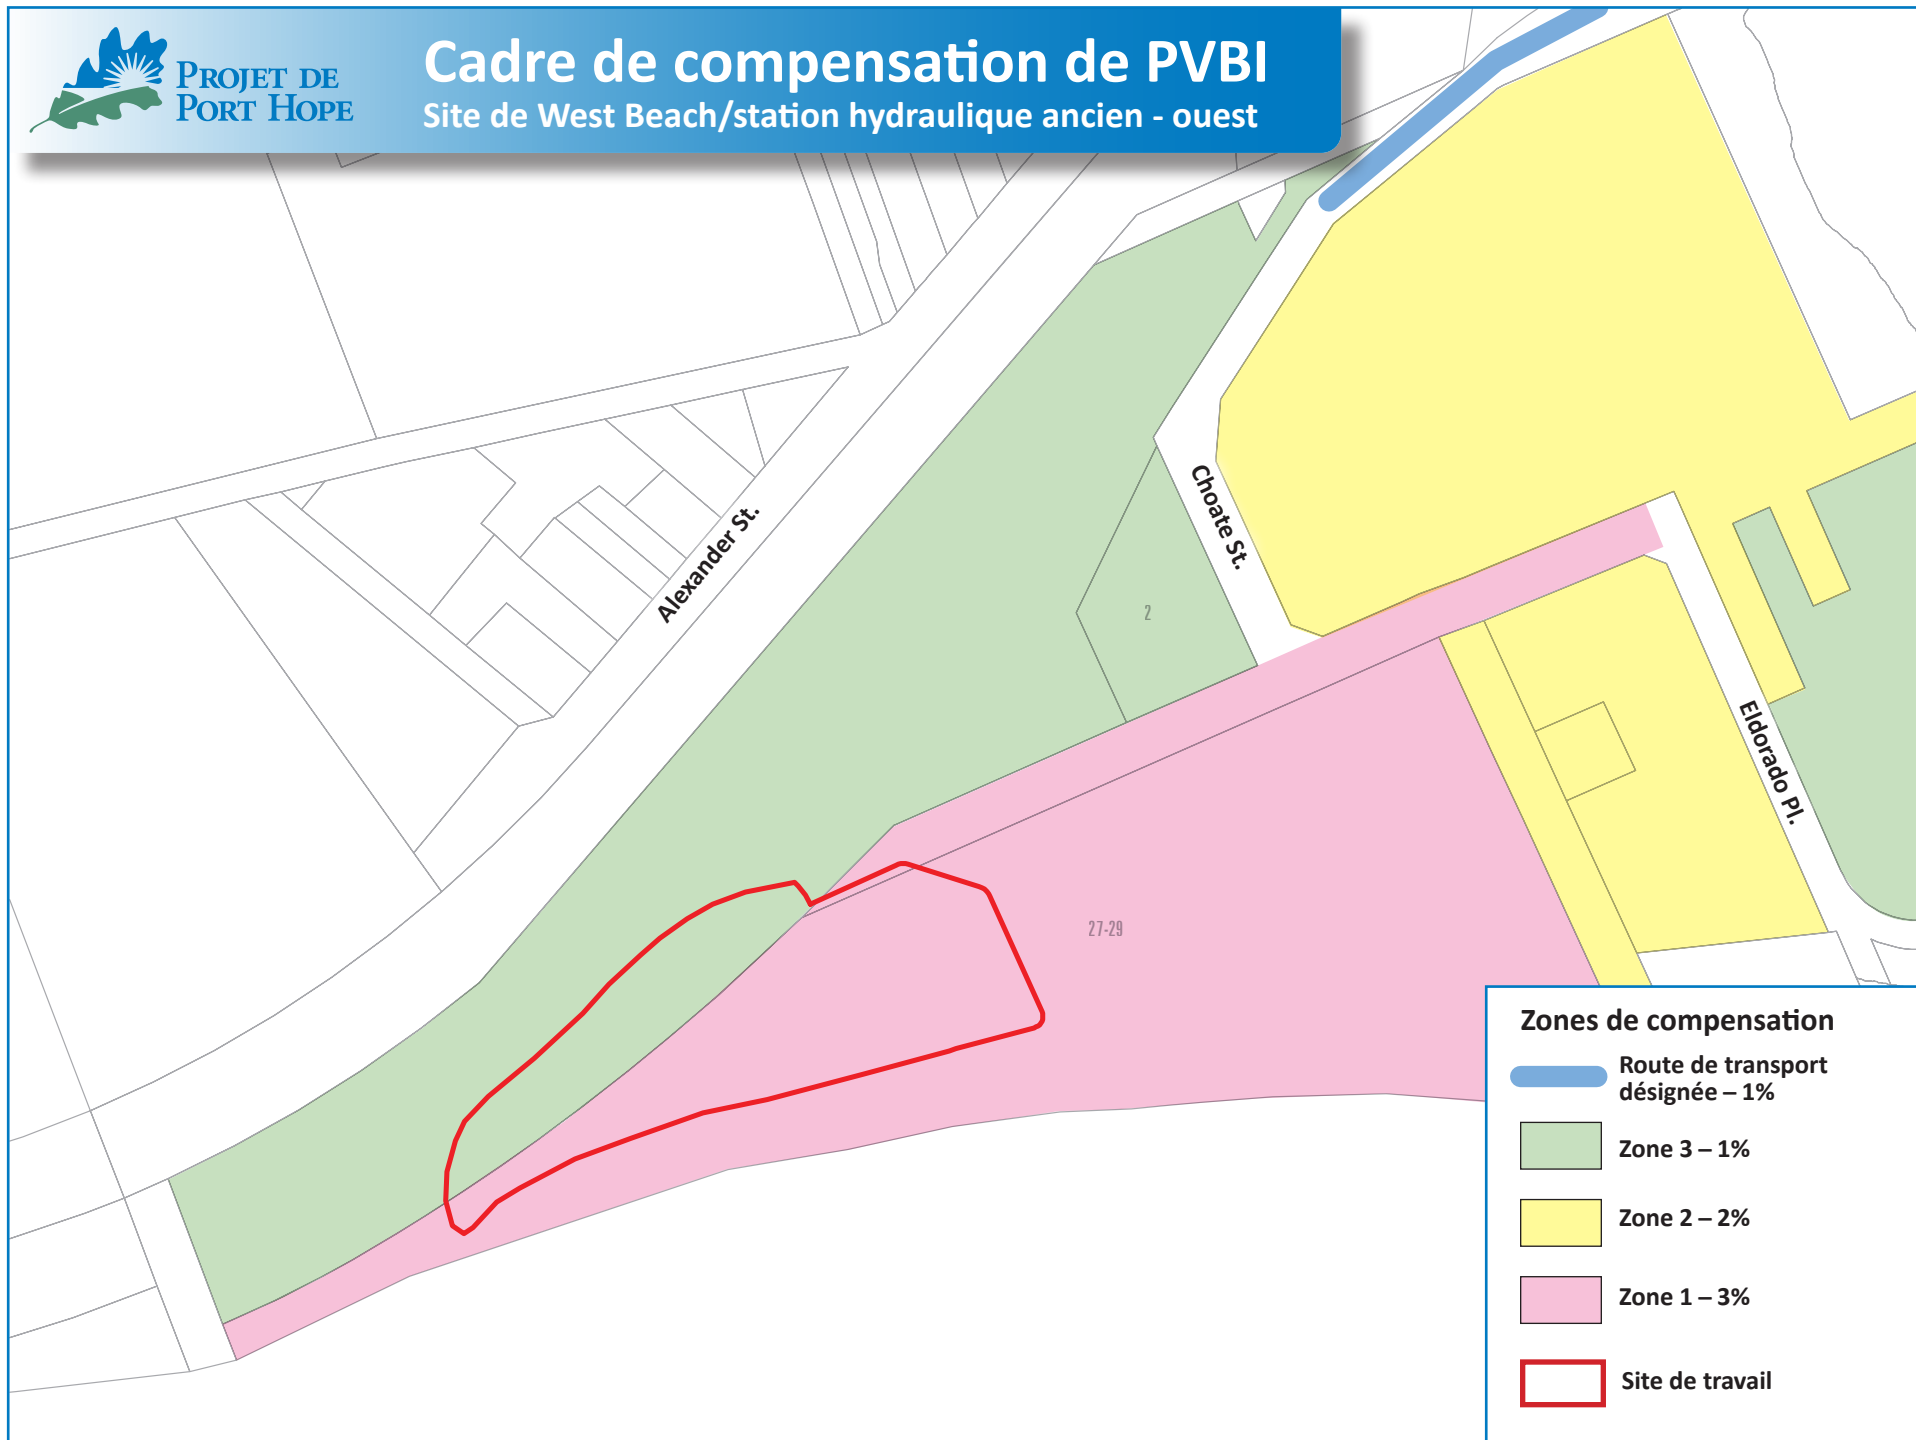 PROJET DE
PORT HOPE
Cadre de compensation de PVBI
Site de West Beach/station hydraulique ancien - ouest
Alexander St.
Choate St.
2
Eldorado Pl.
27-29
Zones de compensation
Route de transport
désignée – 1%
Zone 3 – 1%
Zone 2 – 2%
Zone 1 – 3%
Site de travail